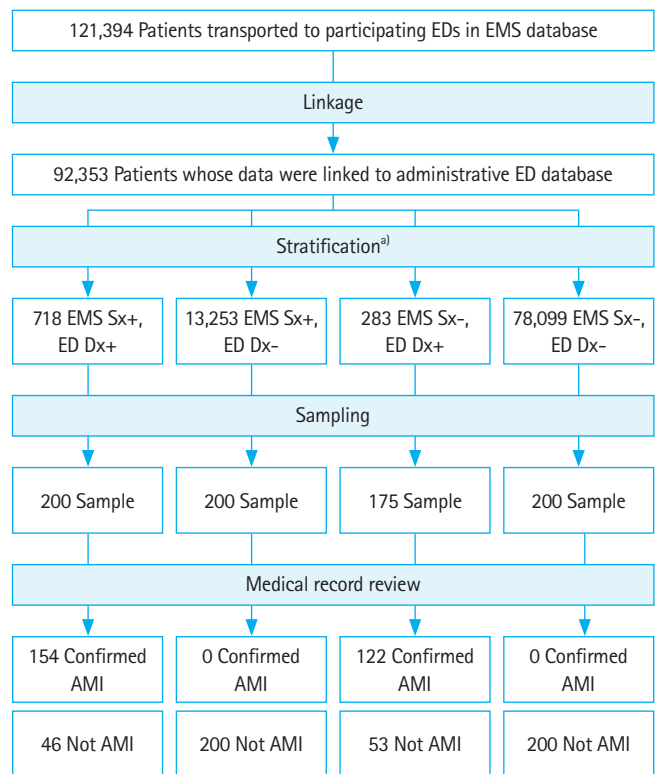 121,394 Patients transported to participating EDs in EMS database
Linkage
92,353 Patients whose data were linked to administrative ED database
Stratificationᵃ⁾
718 EMS Sx+,
ED Dx+
13,253 EMS Sx+,
ED Dx-
283 EMS Sx-,
ED Dx+
78,099 EMS Sx-,
ED Dx-
Sampling
200 Sample
200 Sample
175 Sample
200 Sample
Medical record review
154 Confirmed
AMI
0 Confirmed
AMI
122 Confirmed
AMI
0 Confirmed
AMI
46 Not AMI
200 Not AMI
53 Not AMI
200 Not AMI